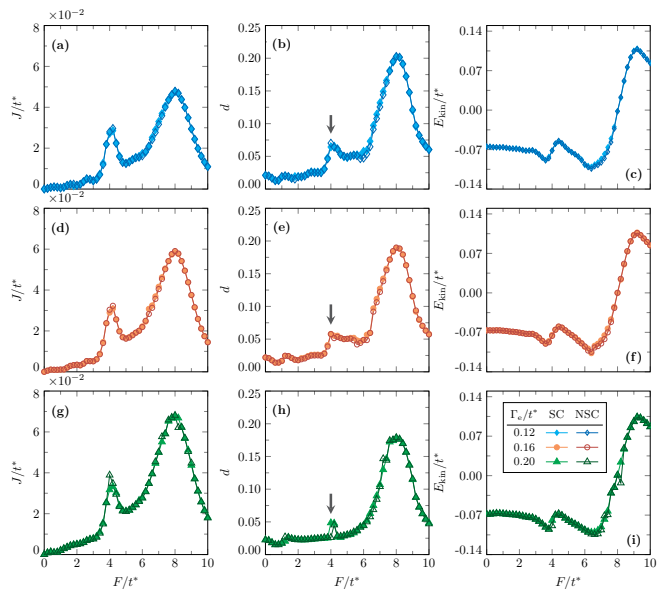 ×10⁻²
(a)
J/t*
8
6
4
2
0
(b)
d
0.25
0.20
0.15
0.10
0.05
0.00
(c)
E_kin/t*
0.14
0.07
0.00
-0.07
-0.14
×10⁻²
(d)
J/t*
8
6
4
2
0
(e)
d
0.25
0.20
0.15
0.10
0.05
0.00
(f)
E_kin/t*
0.14
0.07
0.00
-0.07
-0.14
×10⁻²
(g)
J/t*
8
6
4
2
0
0 2 4 6 8 10
F/t*
(h)
d
0.25
0.20
0.15
0.10
0.05
0.00
0 2 4 6 8 10
F/t*
(i)
E_kin/t*
0.14
0.07
0.00
-0.07
-0.14
0 2 4 6 8 10
F/t*
Γₑ/t* SC NSC
0.12
0.16
0.20